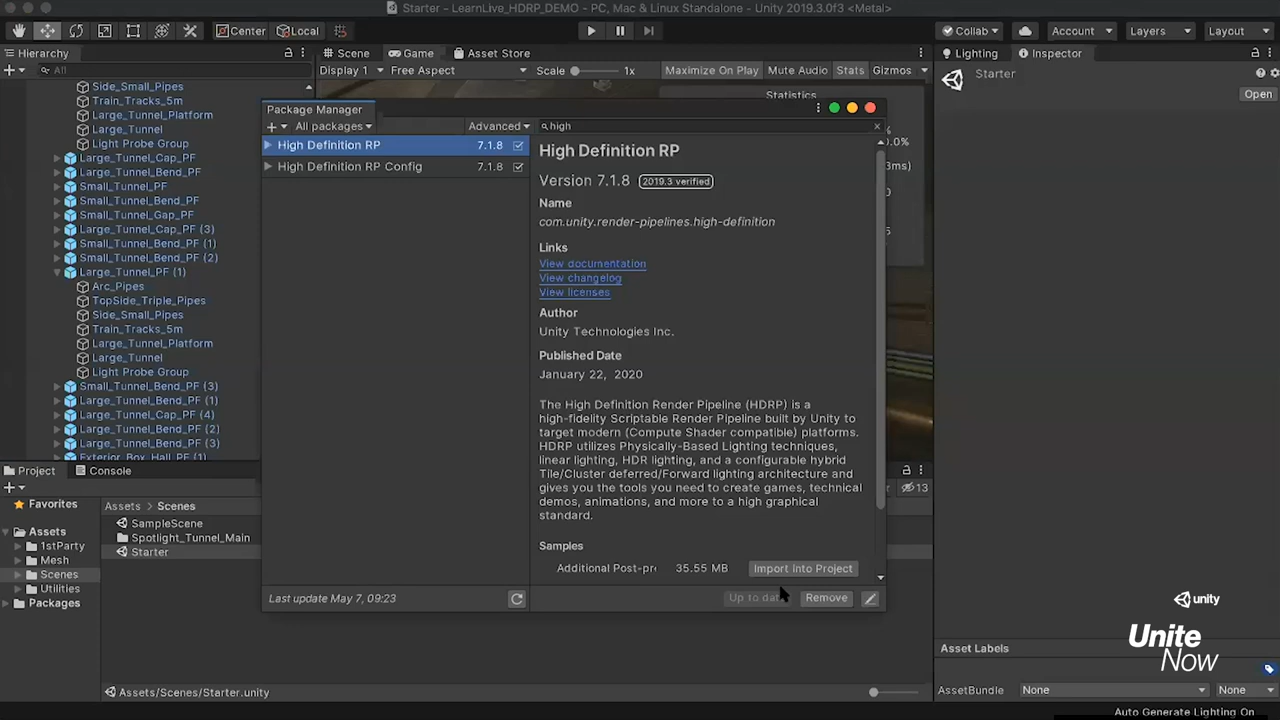 Starter - LearnLive_HDRP_DEMO - PC, Mac & Linux Standalone - Unity 2019.3.0f3 <Metal>
Center Local Collab Account Layers Layout
Hierarchy Scene Game Asset Store Lighting Inspector
All Display 1 Free Aspect Scale 1x Maximize On Play Mute Audio Stats Gizmos Starter
Open
Side_Small_Pipes
Train_Tracks_5m
Large_Tunnel_Platform
Large_Tunnel
Light Probe Group
Large_Tunnel_Cap_PF
Large_Tunnel_Bend_PF
Small_Tunnel_PF
Small_Tunnel_Bend_PF
Small_Tunnel_Gap_PF
Large_Tunnel_Cap_PF (3)
Small_Tunnel_Bend_PF (1)
Small_Tunnel_Bend_PF (2)
Large_Tunnel_PF (1)
Arc_Pipes
TopSide_Triple_Pipes
Side_Small_Pipes
Train_Tracks_5m
Large_Tunnel_Platform
Large_Tunnel
Light Probe Group
Small_Tunnel_Bend_PF (3)
Large_Tunnel_Bend_PF (1)
Large_Tunnel_Cap_PF (4)
Large_Tunnel_Bend_PF (2)
Large_Tunnel_Bend_PF (3)
Exterior_Box_Hall_PF (1)
Statistics
.0%
3ms)
Package Manager
All packages Advanced high
High Definition RP 7.1.8
High Definition RP Config 7.1.8
High Definition RP
Version 7.1.8 2019.3 verified
Name
com.unity.render-pipelines.high-definition
Links
View documentation
View changelog
View licenses
Author
Unity Technologies Inc.
Published Date
January 22, 2020
The High Definition Render Pipeline (HDRP) is a
high-fidelity Scriptable Render Pipeline built by Unity to
target modern (Compute Shader compatible) platforms.
HDRP utilizes Physically-Based Lighting techniques,
linear lighting, HDR lighting, and a configurable hybrid
Tile/Cluster deferred/Forward lighting architecture and
gives you the tools you need to create games, technical
demos, animations, and more to a high graphical
standard.
Samples
Additional Post-pr 35.55 MB Import into Project
Last update May 7, 09:23 Up to dat Remove
Project Console
13
Favorites
Assets
1stParty
Mesh
Scenes
Utilities
Packages
Assets > Scenes
SampleScene
Spotlight_Tunnel_Main
Starter
Assets/Scenes/Starter.unity
unity
Unite
Now
Asset Labels
AssetBundle None None
Auto Generate Lighting On